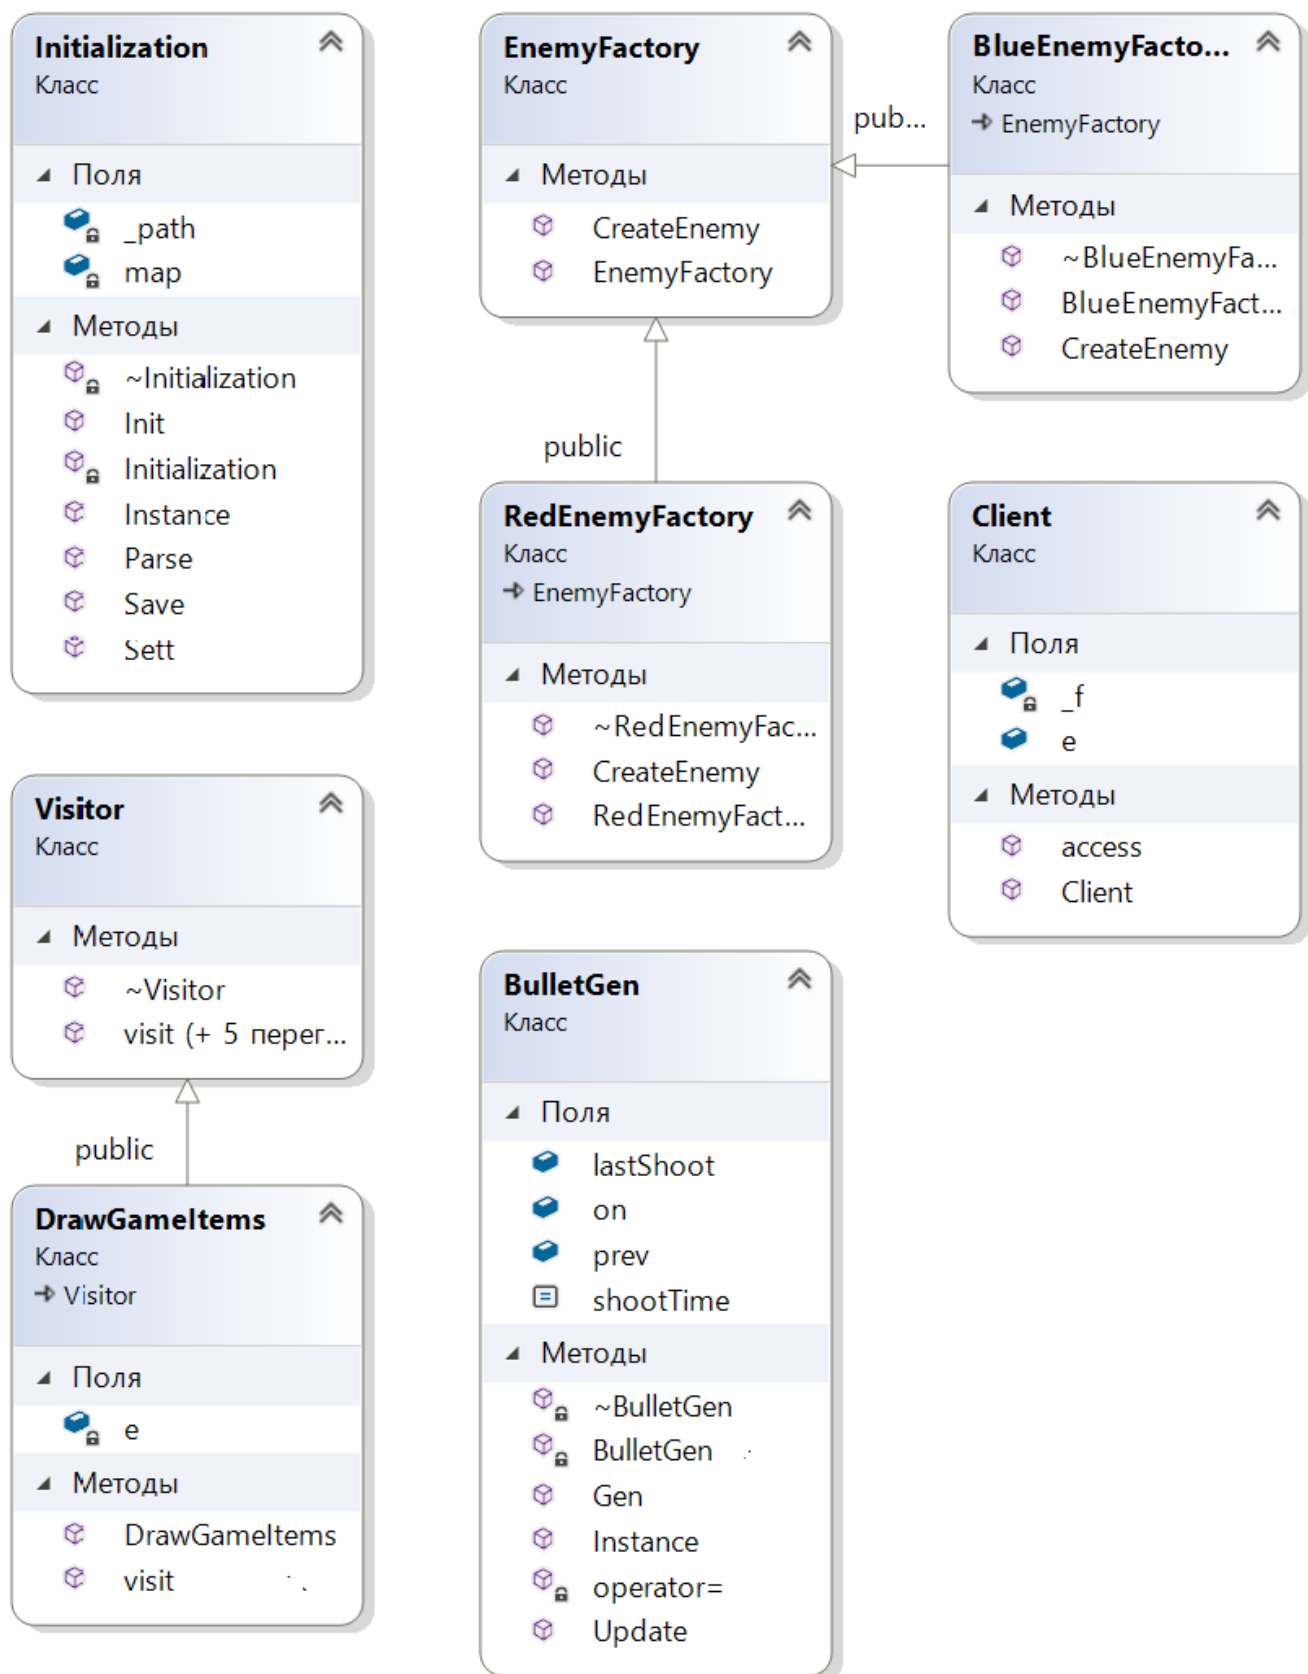 Initialization
Класс
Поля
_path
map
Методы
~Initialization
Init
Initialization
Instance
Parse
Save
Sett
EnemyFactory
Класс
Методы
CreateEnemy
EnemyFactory
pub...
BlueEnemyFacto...
Класс
EnemyFactory
Методы
~BlueEnemyFa...
BlueEnemyFact...
CreateEnemy
public
RedEnemyFactory
Класс
EnemyFactory
Методы
~RedEnemyFac...
CreateEnemy
RedEnemyFact...
Client
Класс
Поля
_f
e
Методы
access
Client
Visitor
Класс
Методы
~Visitor
visit (+ 5 перег...
public
DrawGameItems
Класс
Visitor
Поля
e
Методы
DrawGameItems
visit
BulletGen
Класс
Поля
lastShoot
on
prev
shootTime
Методы
~BulletGen
BulletGen
Gen
Instance
operator=
Update